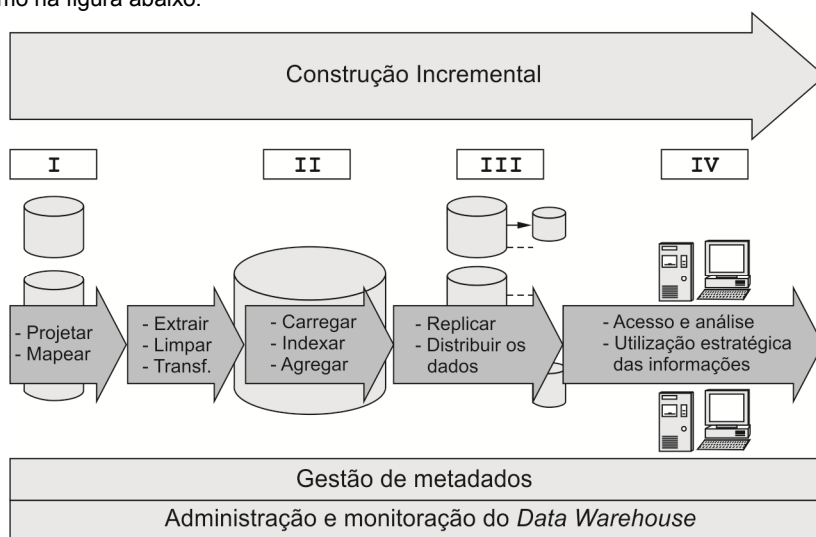 mo na figura abaixo.
Construção Incremental
I
II
III
IV
- Projetar
- Mapear
- Extrair
- Limpar
- Transf.
- Carregar
- Indexar
- Agregar
- Replicar
- Distribuir os
dados
- Acesso e análise
- Utilização estratégica
das informações
Gestão de metadados
Administração e monitoração do Data Warehouse